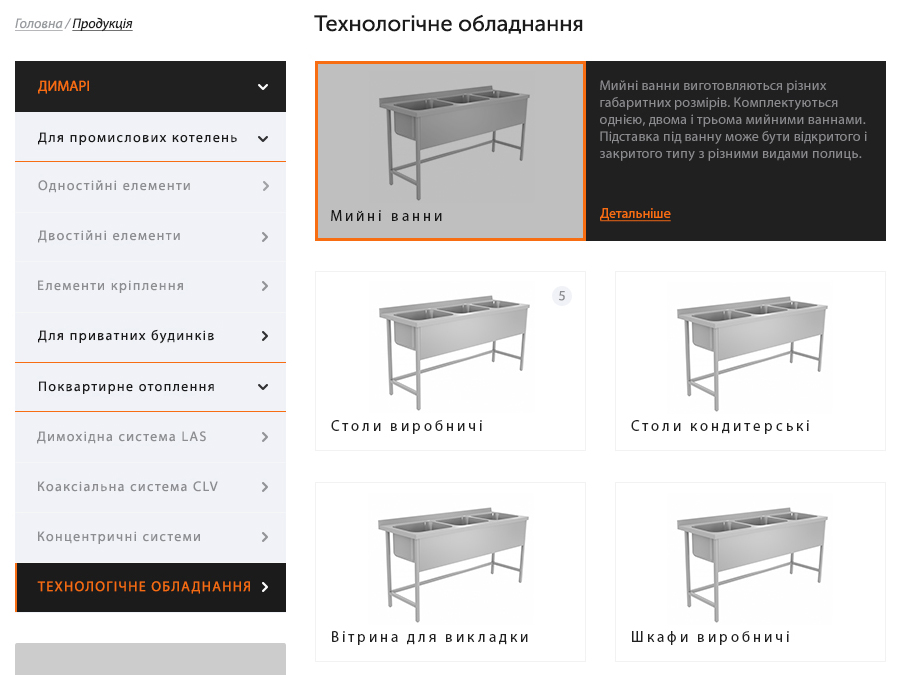 Головна / Продукція
Технологічне обладнання
ДИМАРІ
Для промислових котелень
Одностійні елементи
Двостійні елементи
Елементи кріплення
Для приватних будинків
Поквартирне отоплення
Димохідна система LAS
Коаксіальна система CLV
Концентричні системи
ТЕХНОЛОГІЧНЕ ОБЛАДНАННЯ
Мийні ванни
Мийні ванни виготовляються різних
габаритних розмірів. Комплектуються
однією, двома і трьома мийними ваннами.
Підставка під ванну може бути відкритого і
закритого типу з різними видами полиць.
Детальніше
5
Столи виробничі
Столи кондитерські
Вітрина для викладки
Шкафи виробничі